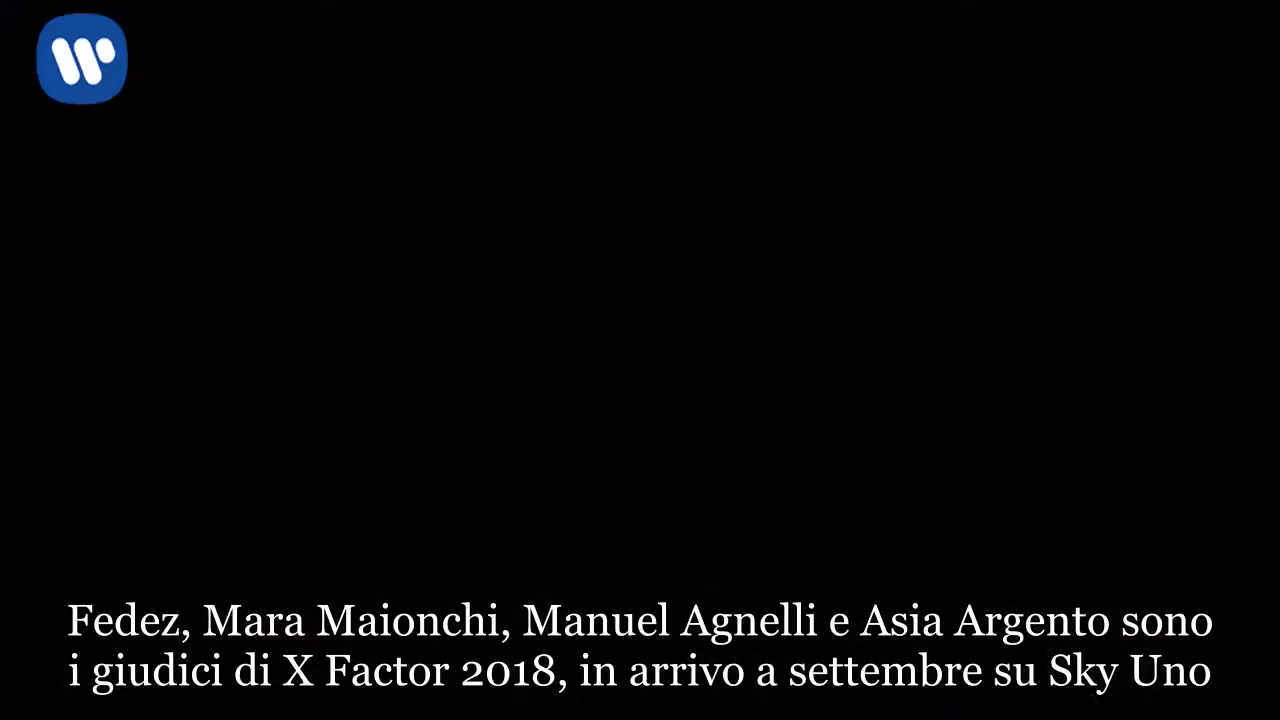 Fedez, Mara Maionchi, Manuel Agnelli e Asia Argento sono
i giudici di X Factor 2018, in arrivo a settembre su Sky Uno